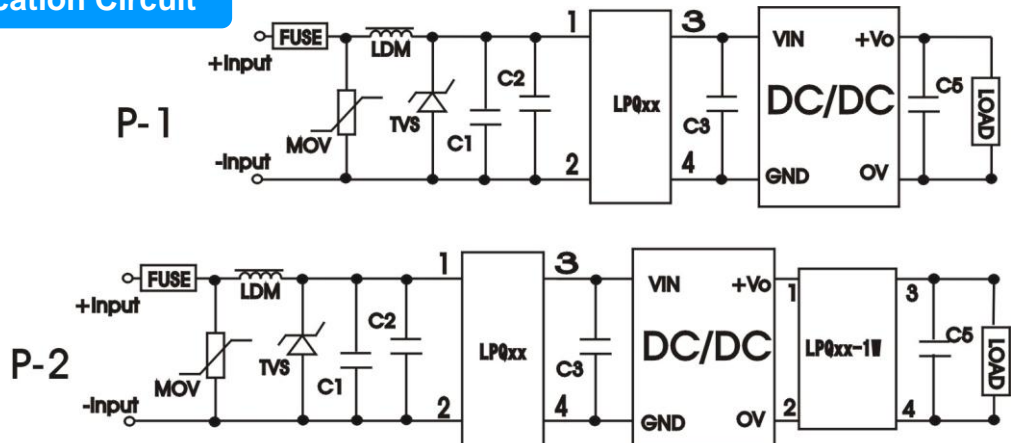 cation Circuit
P-1
+Input
FUSE
LDM
MOV
TVS
C1
C2
-Input
1
2
LPQxx
3
4
C3
VIN
+Vo
DC/DC
GND
OV
C5
LOAD
P-2
+Input
FUSE
LDM
MOV
TVS
C1
C2
-Input
1
2
LPQxx
3
4
C3
VIN
+Vo
DC/DC
GND
OV
1
2
LPQxx-1W
3
4
C5
LOAD